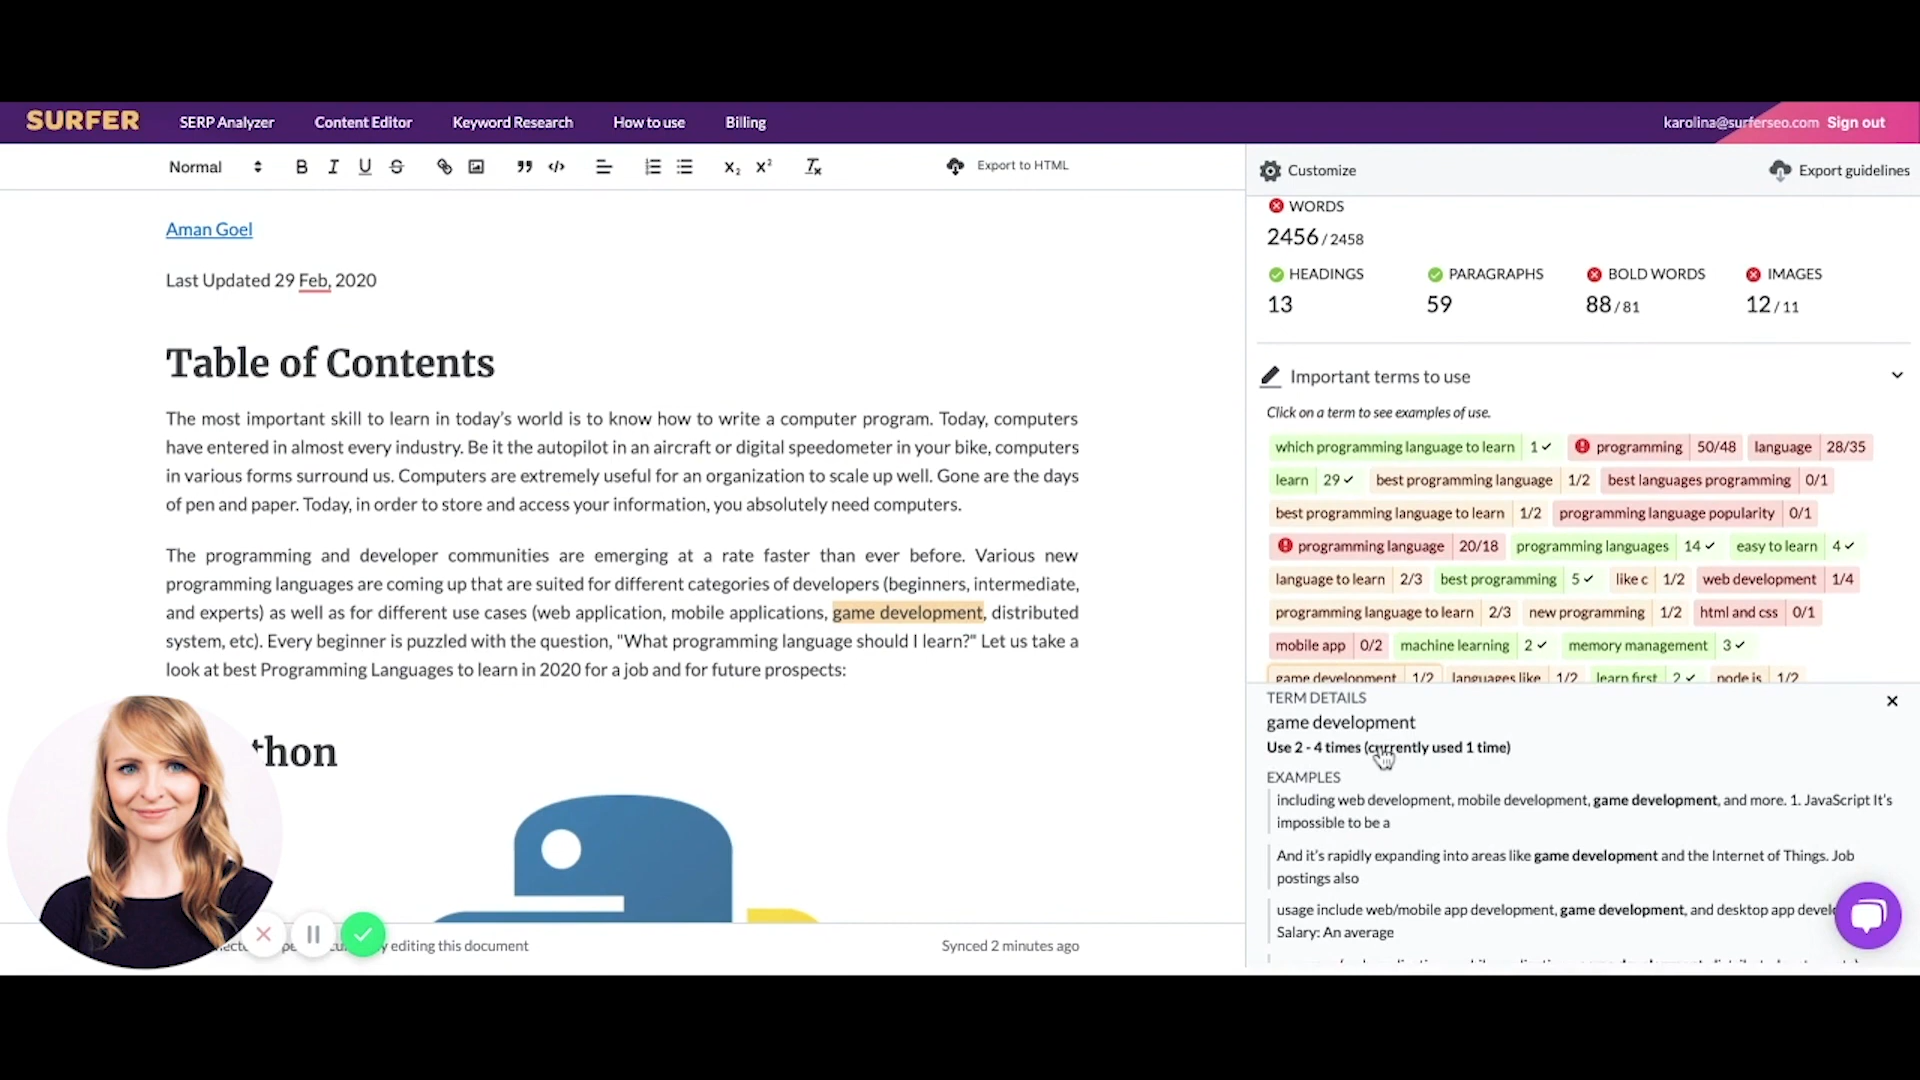 SURFER
SERP Analyzer
Content Editor
Keyword Research
How to use
Billing
karolina@surferseo.com
Sign out
Normal
Export to HTML
Customize
Export guidelines
Aman Goel
Last Updated 29 Feb, 2020
Table of Contents
The most important skill to learn in today's world is to know how to write a computer program. Today, computers
have entered in almost every industry. Be it the autopilot in an aircraft or digital speedometer in your bike, computers
in various forms surround us. Computers are extremely useful for an organization to scale up well. Gone are the days
of pen and paper. Today, in order to store and access your information, you absolutely need computers.
The programming and developer communities are emerging at a rate faster than ever before. Various new
programming languages are coming up that are suited for different categories of developers (beginners, intermediate,
and experts) as well as for different use cases (web application, mobile applications, game development, distributed
system, etc). Every beginner is puzzled with the question, "What programming language should I learn?" Let us take a
look at best Programming Languages to learn in 2020 for a job and for future prospects:
thon
editing this document
Synced 2 minutes ago
WORDS
2456 / 2458
HEADINGS
13
PARAGRAPHS
59
BOLD WORDS
88 / 81
IMAGES
12 / 11
Important terms to use
Click on a term to see examples of use.
which programming language to learn 1 ✓ programming 50/48 language 28/35
learn 29 ✓ best programming language 1/2 best languages programming 0/1
best programming language to learn 1/2 programming language popularity 0/1
programming language 20/18 programming languages 14 ✓ easy to learn 4 ✓
language to learn 2/3 best programming 5 ✓ like c 1/2 web development 1/4
programming language to learn 2/3 new programming 1/2 html and css 0/1
mobile app 0/2 machine learning 2 ✓ memory management 3 ✓
game development 1/2 languages like 1/2 learn first 2 ✓ node js 1/2
TERM DETAILS
game development
Use 2 - 4 times (currently used 1 time)
EXAMPLES
including web development, mobile development, game development, and more. 1. JavaScript It's
impossible to be a
And it's rapidly expanding into areas like game development and the Internet of Things. Job
postings also
usage include web/mobile app development, game development, and desktop app
Salary: An average